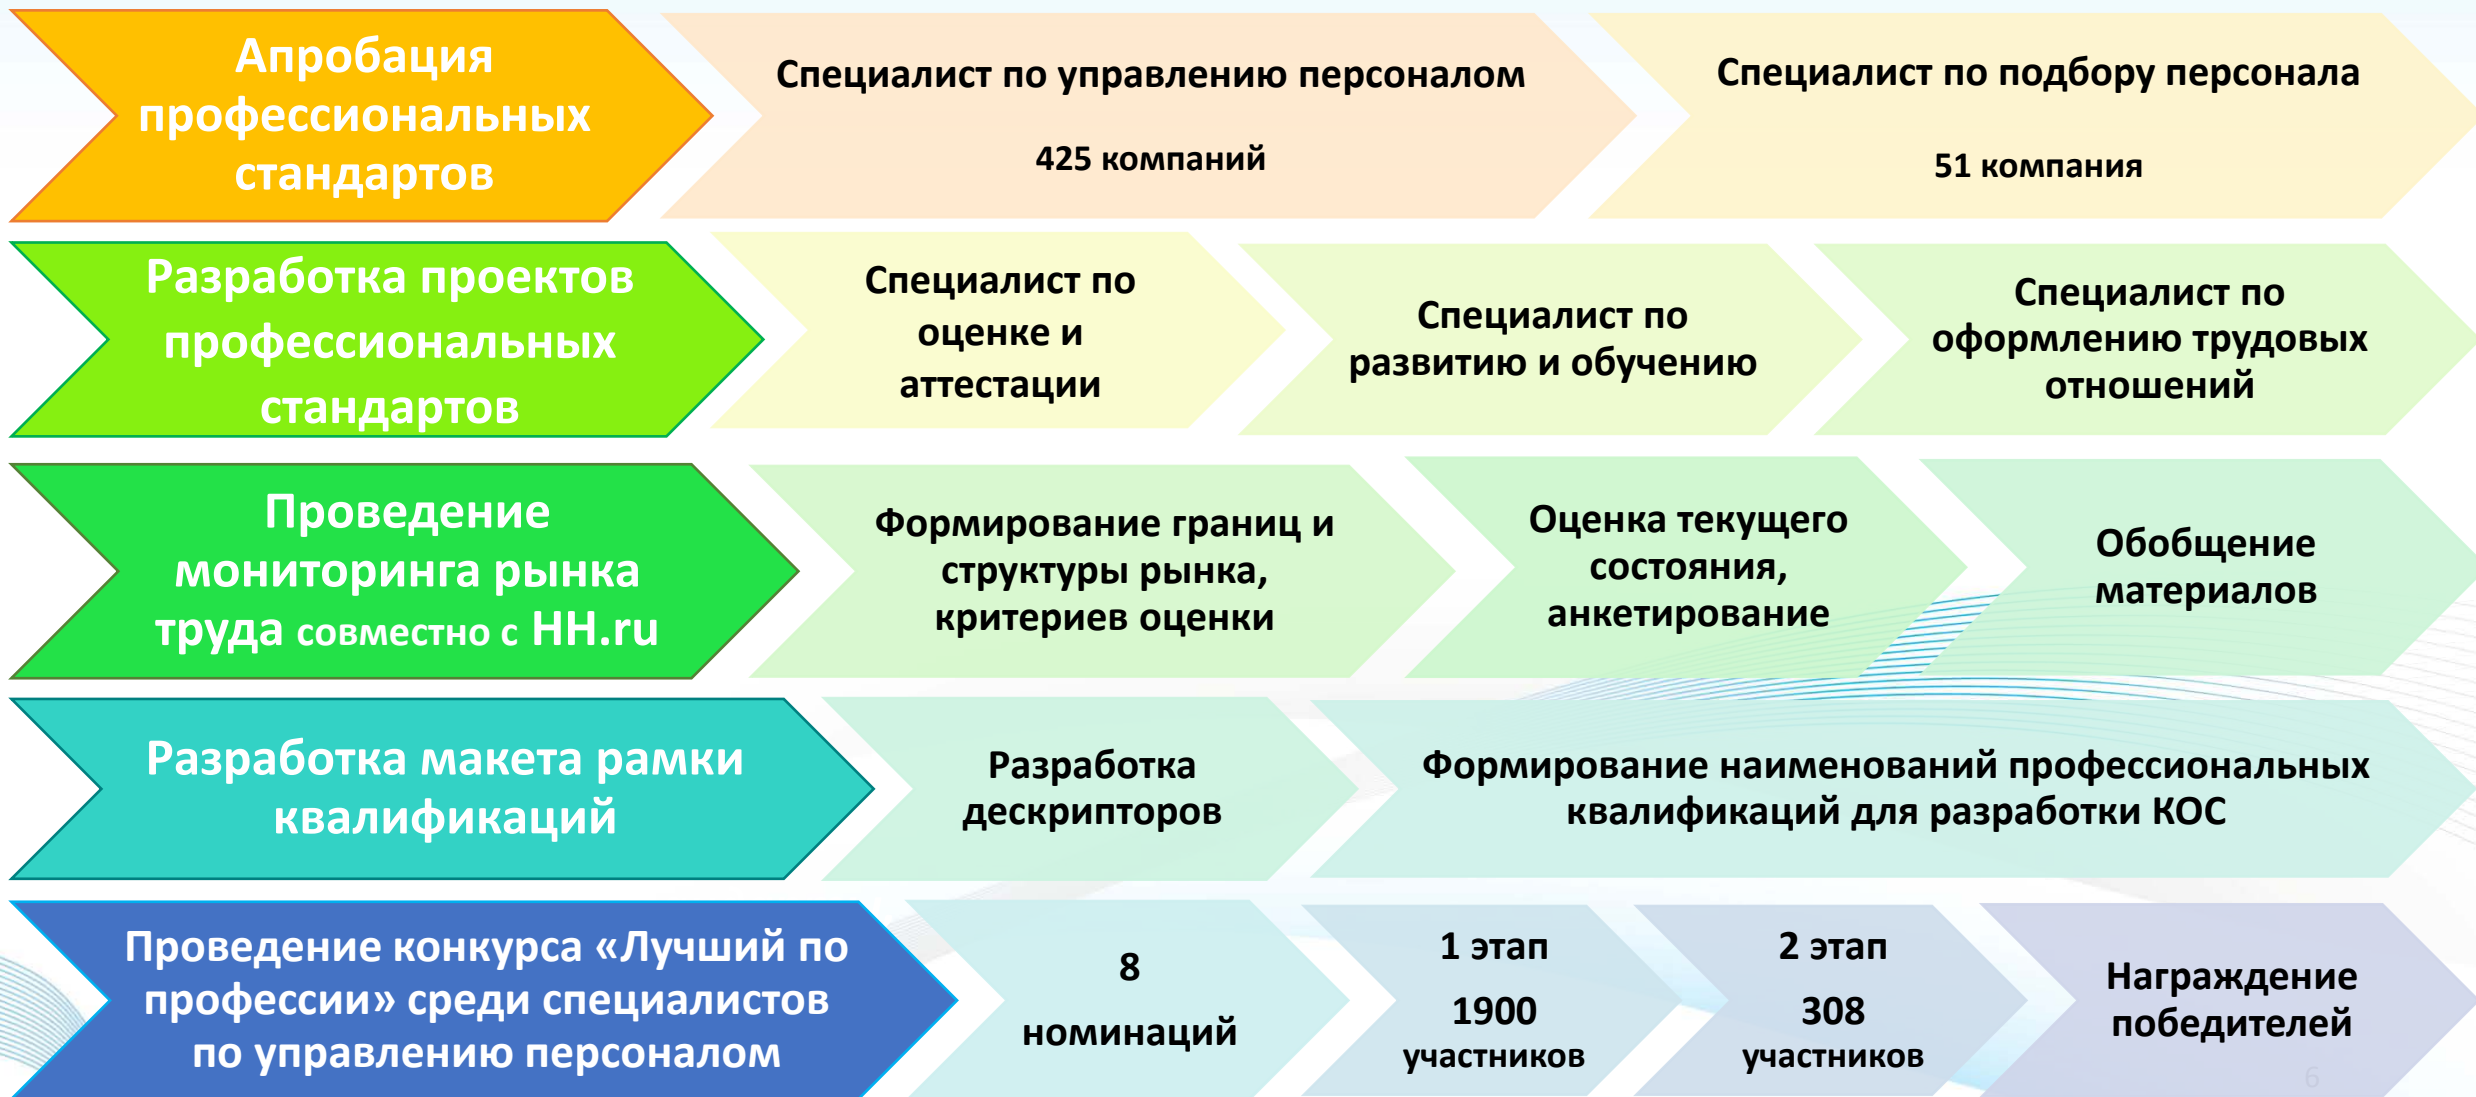 Апробация
профессиональных
стандартов
Специалист по управлению персоналом
425 компаний
Специалист по подбору персонала
51 компания
Разработка проектов
профессиональных
стандартов
Специалист по
оценке и
аттестации
Специалист по
развитию и обучению
Специалист по
оформлению трудовых
отношений
Проведение
мониторинга рынка
труда совместно с HH.ru
Формирование границ и
структуры рынка,
критериев оценки
Оценка текущего
состояния,
анкетирование
Обобщение
материалов
Разработка макета рамки
квалификаций
Разработка
дескрипторов
Формирование наименований профессиональных
квалификаций для разработки КОС
Проведение конкурса «Лучший по
профессии» среди специалистов
по управлению персоналом
8
номинаций
1 этап
1900
участников
2 этап
308
участников
Награждение
победителей
6